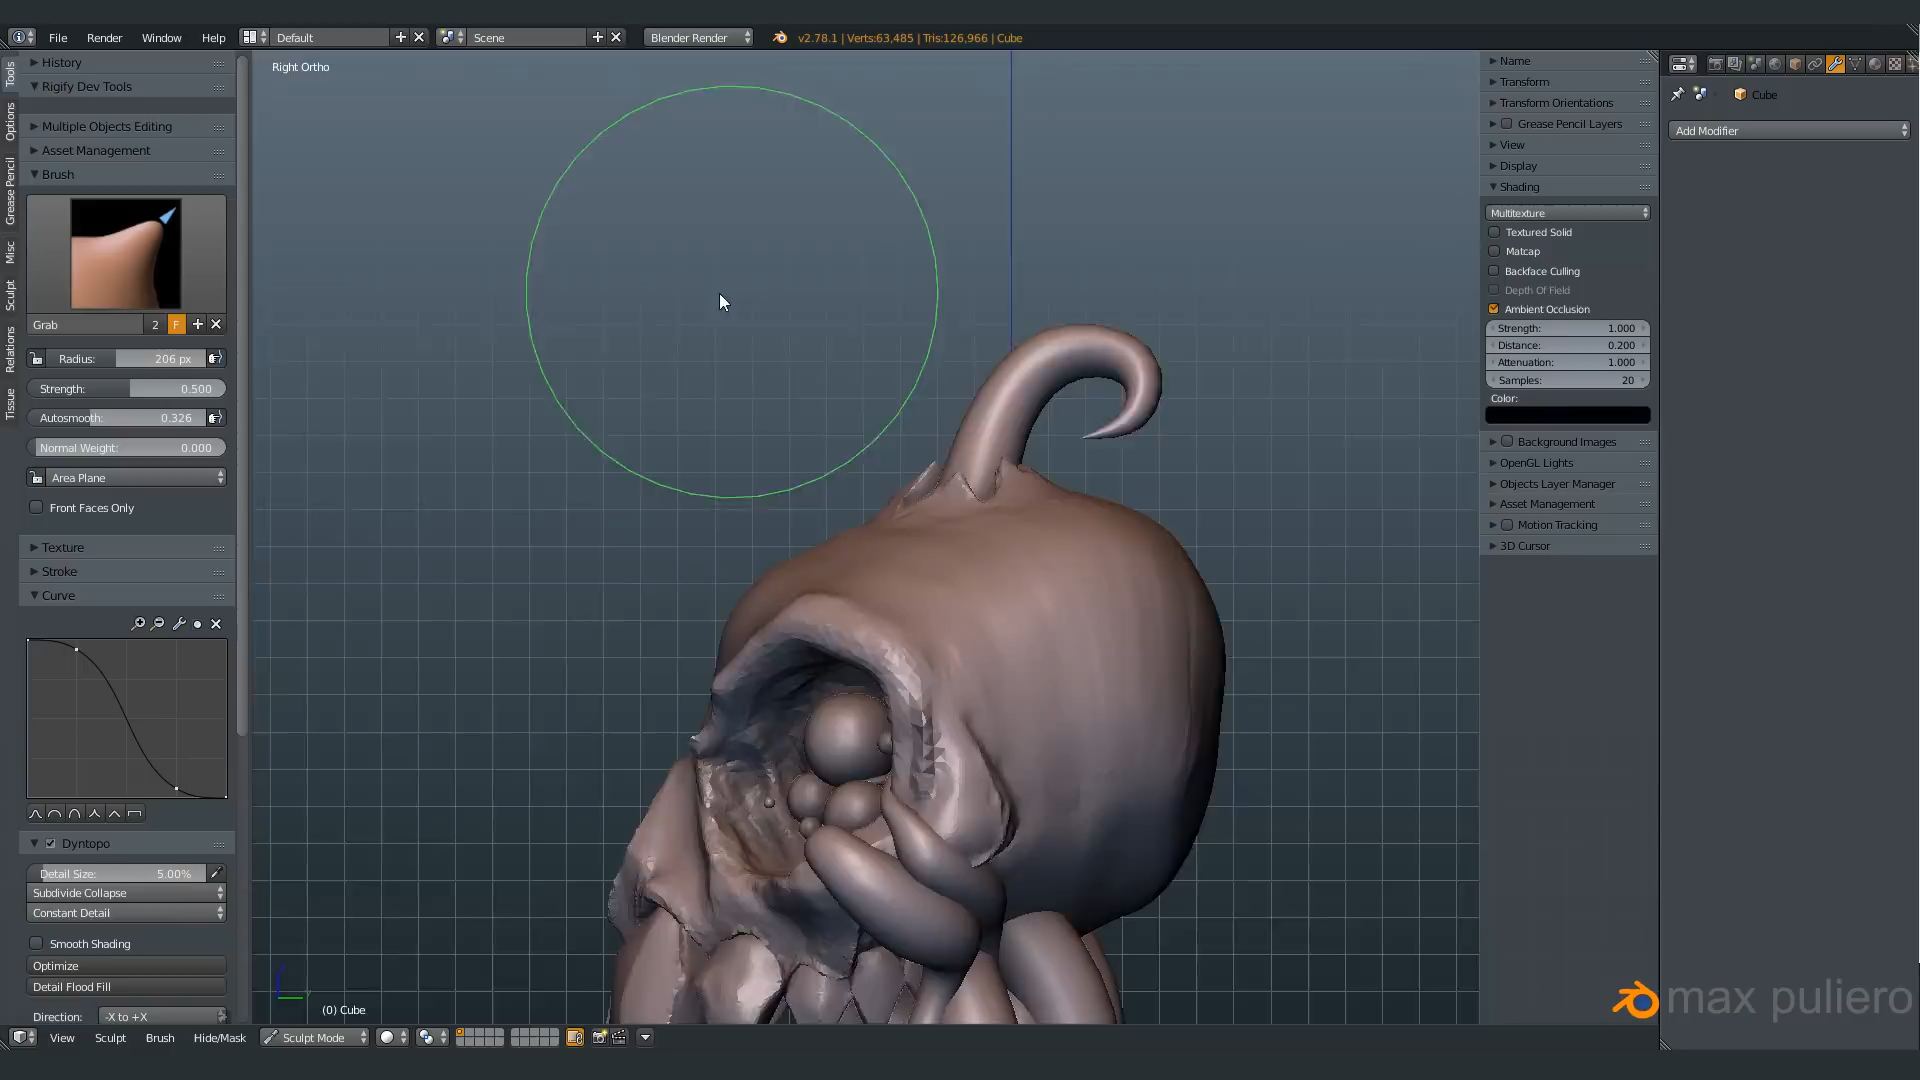 File Render Window Help Default Scene Blender Render v2.78.1 | Verts:63,485 | Tris:126,966 | Cube
Tools
Options
Grease Pencil
Misc
Sculpt
Relations
Tissue
History
Rigify Dev Tools
Multiple Objects Editing
Asset Management
Brush
Grab 2 F
Radius: 206 px
Strength: 0.500
Autosmooth: 0.326
Normal Weight: 0.000
Area Plane
Front Faces Only
Texture
Stroke
Curve
Dyntopo
Detail Size: 5.00%
Subdivide Collapse
Constant Detail
Smooth Shading
Optimize
Detail Flood Fill
Direction: -X to +X
Right Ortho
(0) Cube
Name
Transform
Transform Orientations
Grease Pencil Layers
View
Display
Shading
Multitexture
Textured Solid
Matcap
Backface Culling
Depth Of Field
Ambient Occlusion
Strength: 1.000
Distance: 0.200
Attenuation: 1.000
Samples: 20
Color:
Background Images
OpenGL Lights
Objects Layer Manager
Asset Management
Motion Tracking
3D Cursor
Cube
Add Modifier
max puliero
View Sculpt Brush Hide/Mask Sculpt Mode